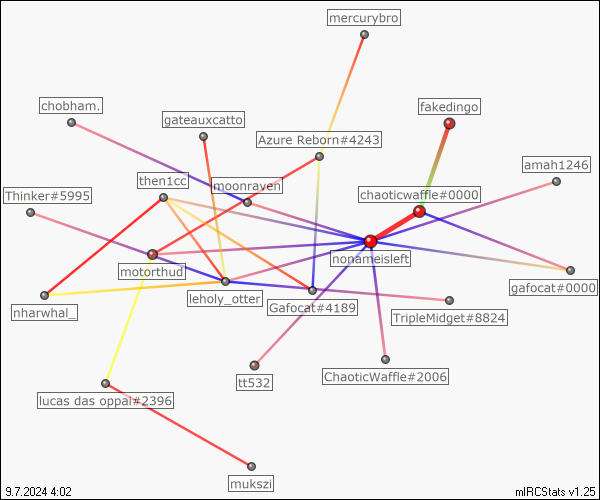 mercurybro
chobham.
fakedingo
gateauxcatto
Azure Reborn#4243
amah1246
then1cc
moonraven
Thinker#5995
chaoticwaffle#0000
nonameisleft
motorthud
gafocat#0000
leholy_otter
Gafocat#4189
nharwhal_
TripleMidget#8824
tt532
ChaoticWaffle#2006
lucas das oppal#2396
mukszi
9.7.2024 4:02
mIRCStats v1.25